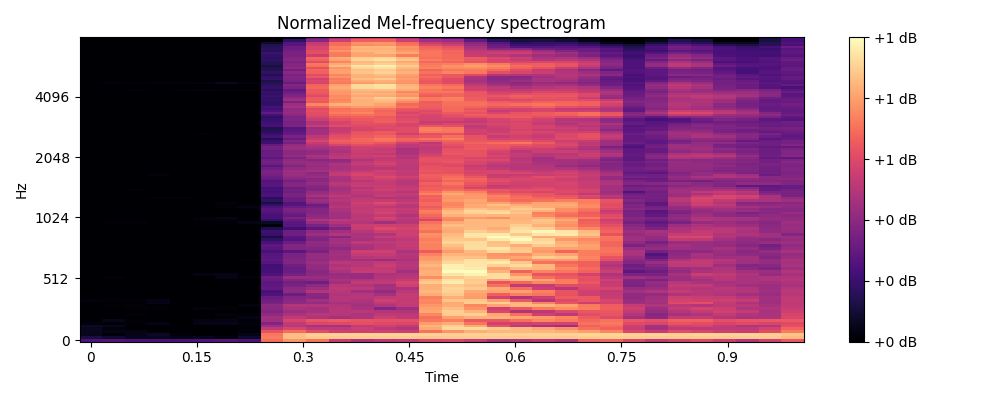 Normalized Mel-frequency spectrogram
Hz
4096
2048
1024
512
0
0 0.15 0.3 0.45 0.6 0.75 0.9
Time
+1 dB
+1 dB
+1 dB
+0 dB
+0 dB
+0 dB